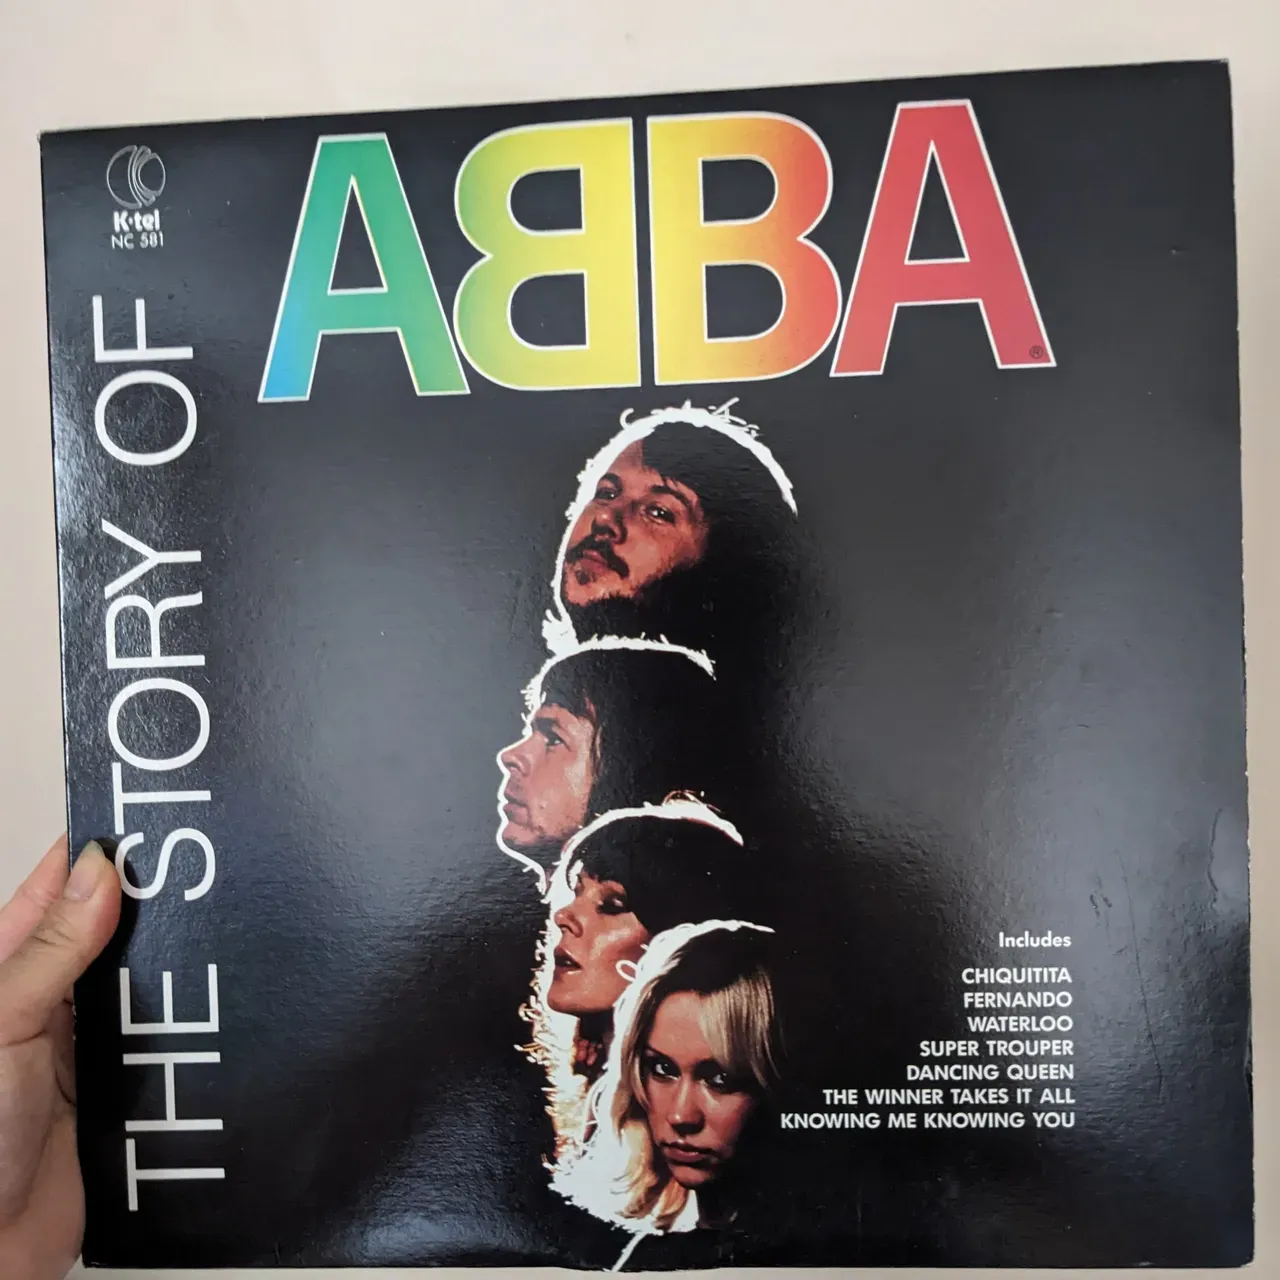 K·tel
NC 581
THE STORY OF
ABBA
®
Includes
CHIQUITITA
FERNANDO
WATERLOO
SUPER TROUPER
DANCING QUEEN
THE WINNER TAKES IT ALL
KNOWING ME KNOWING YOU